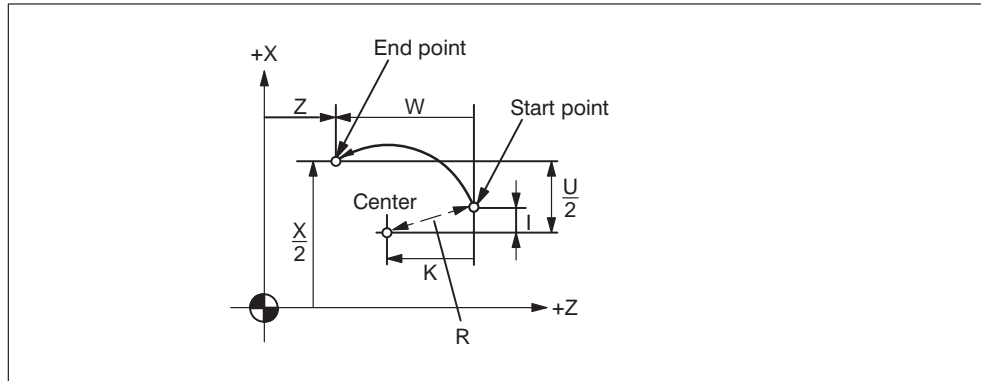 +X
End point
Z
W
Start point
Center
U
2
I
X
2
K
+Z
R